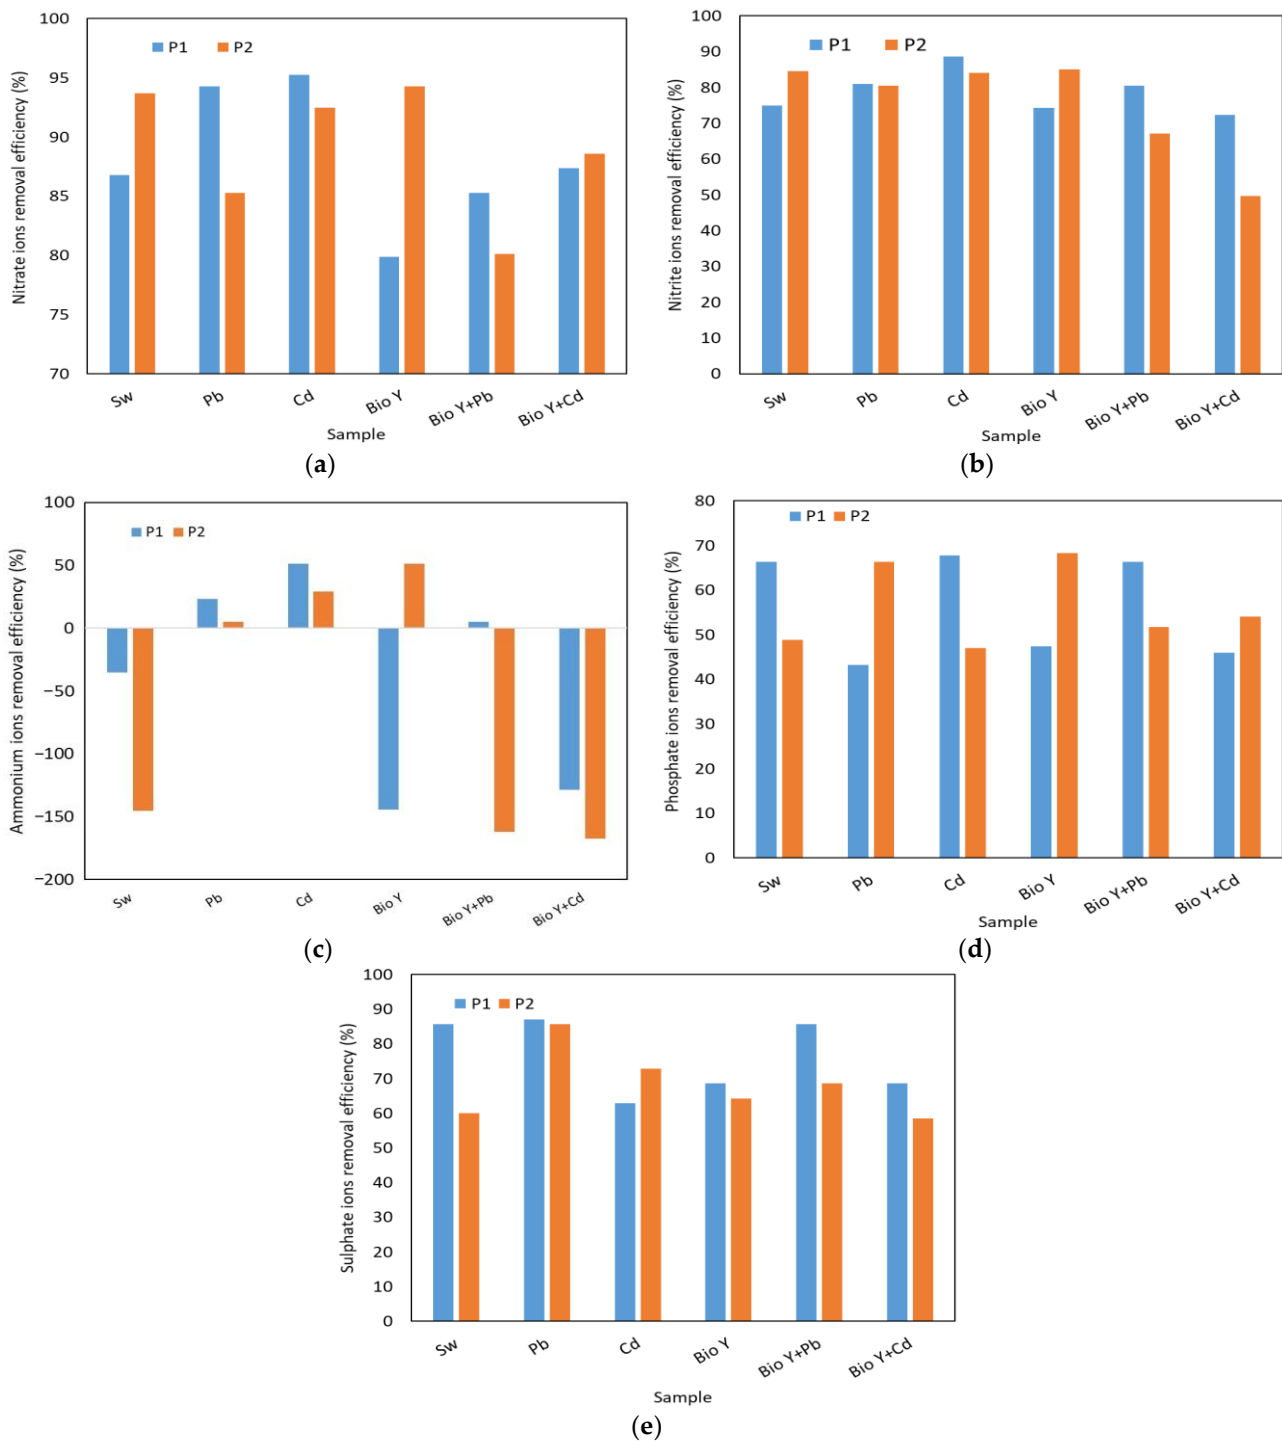 Nitrate ions removal efficiency (%)
100
95
90
85
80
75
70
P1 P2
Sw Pb Cd Bio Y Bio Y+Pb Bio Y+Cd
Sample
(a)
Nitrite ions removal efficiency (%)
100
90
80
70
60
50
40
30
20
10
0
P1 P2
Sw Pb Cd Bio Y Bio Y+Pb Bio Y+Cd
Sample
(b)
Ammonium ions removal efficiency (%)
100
50
0
−50
−100
−150
−200
P1 P2
Sw Pb Cd Bio Y Bio Y+Pb Bio Y+Cd
(c)
Phosphate ions removal efficiency (%)
80
70
60
50
40
30
20
10
0
P1 P2
Sw Pb Cd Bio Y Bio Y+Pb Bio Y+Cd
Sample
(d)
Sulphate ions removal efficiency (%)
100
90
80
70
60
50
40
30
20
10
0
P1 P2
Sw Pb Cd Bio Y Bio Y+Pb Bio Y+Cd
Sample
(e)